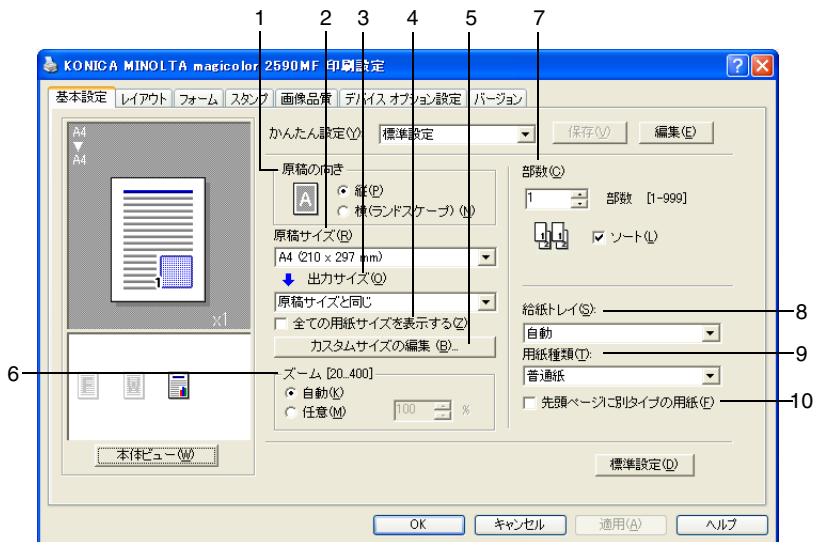 1 2 3 4 5 7
KONICA MINOLTA magicolor 2590MF 印刷設定
基本設定 レイアウト フォーム スタンプ 画像品質 デバイス オプション設定 バージョン
A4
A4
x1
本体ビュー(W)
かんたん設定(Y): 標準設定 保存(V) 編集(E)
原稿の向き
A
縦(P)
横(ランドスケープ) (N)
原稿サイズ(R)
A4 (210 x 297 mm)
出力サイズ(O)
原稿サイズと同じ
全ての用紙サイズを表示する(Z)
カスタムサイズの編集 (B)...
6
ズーム [20..400]
自動(K)
任意(M) 100 %
部数(C)
1 部数 [1-999]
ソート(L)
給紙トレイ(S):
8
自動
用紙種類(T):
9
普通紙
先頭ページに別タイプの用紙(F)
10
標準設定(D)
OK キャンセル 適用(A) ヘルプ